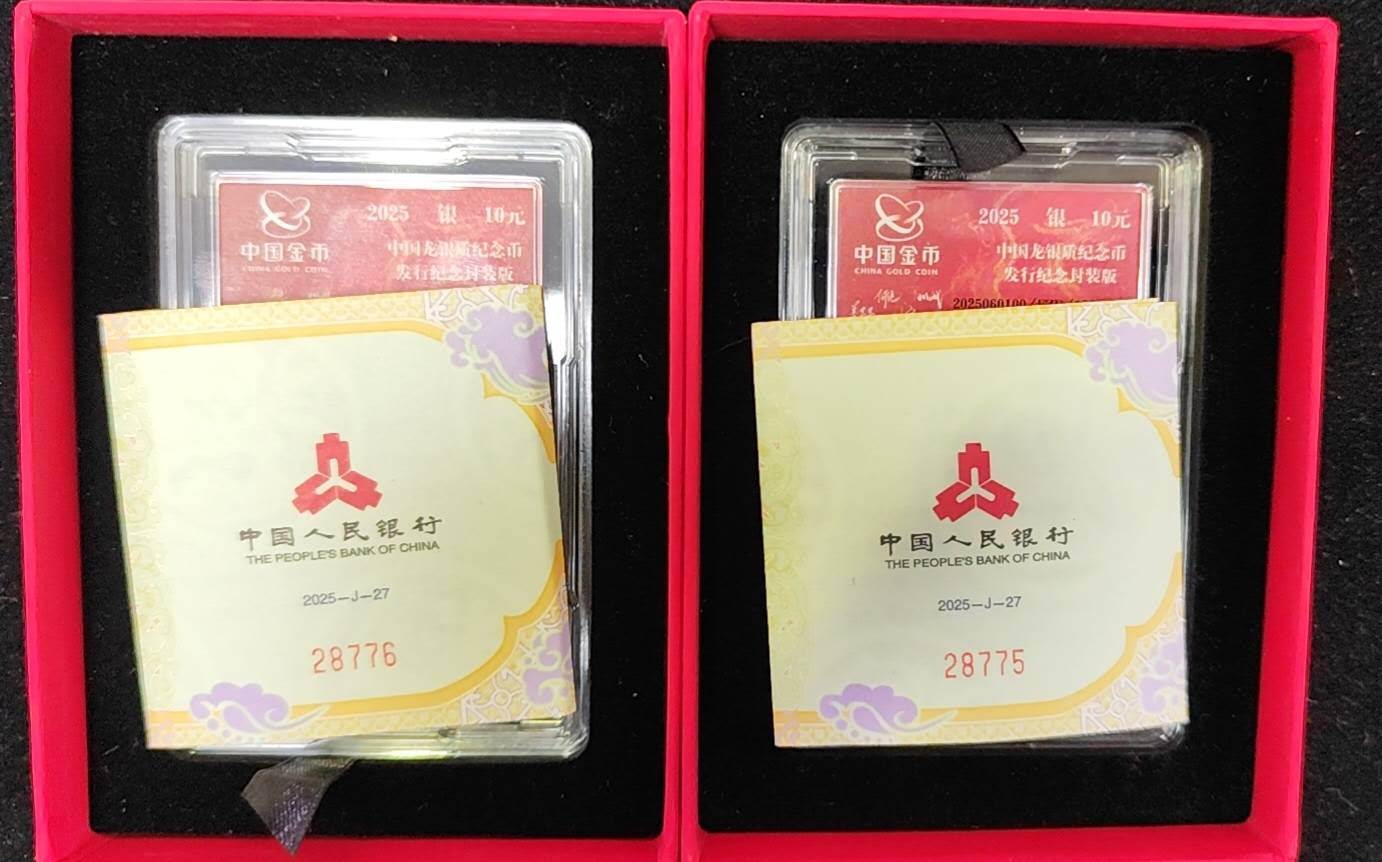 中国金币
CHINA GOLD COIN
2025 银 10元
中国龙银质纪念币
发行纪念封装版
中国人民银行
THE PEOPLE'S BANK OF CHINA
2025-J-27
28776
中国金币
CHINA GOLD COIN
2025 银 10元
中国龙银质纪念币
发行纪念封装版
2025060100
中国人民银行
THE PEOPLE'S BANK OF CHINA
2025-J-27
28775